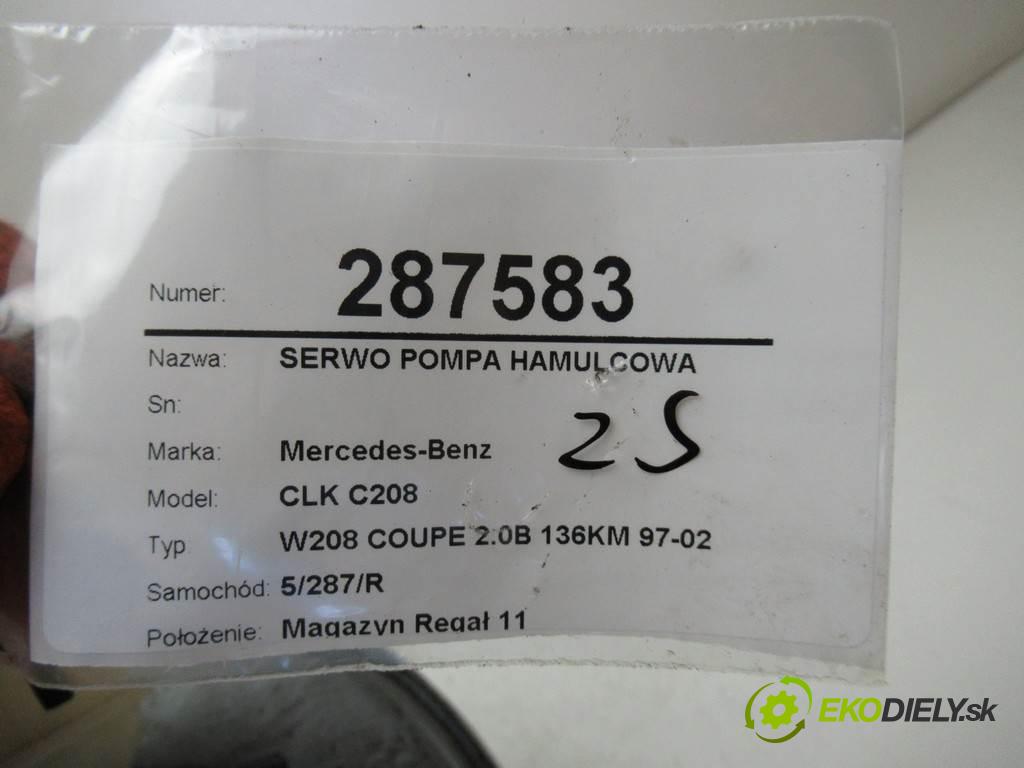 Numer: 287583
Nazwa: SERWO POMPA HAMULCOWA
Sn:
25
Marka: Mercedes-Benz
Model: CLK C208
Typ W208 COUPE 2.0B 136KM 97-02
Samochód: 5/287/R
Położenie: Magazyn Regał 11
EKODIELY.sk